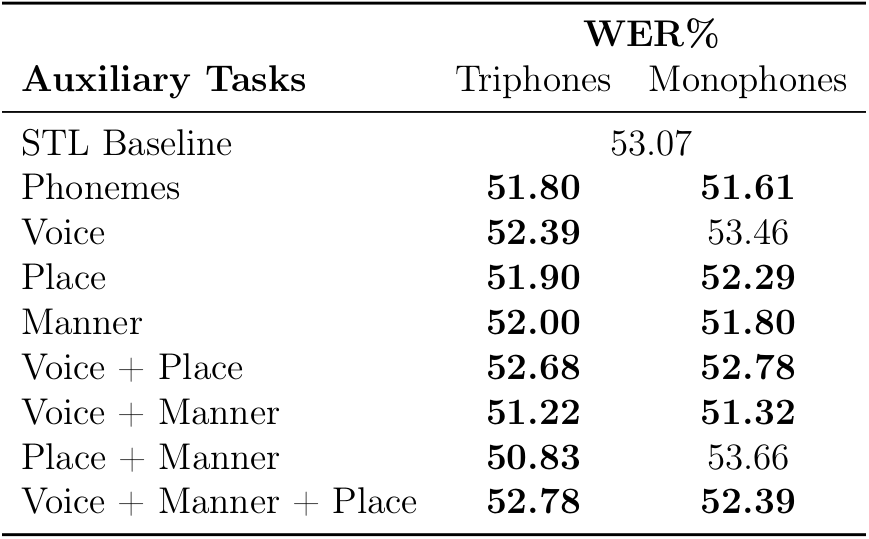 WER%
Auxiliary Tasks Triphones Monophones
STL Baseline 53.07
Phonemes 51.80 51.61
Voice 52.39 53.46
Place 51.90 52.29
Manner 52.00 51.80
Voice + Place 52.68 52.78
Voice + Manner 51.22 51.32
Place + Manner 50.83 53.66
Voice + Manner + Place 52.78 52.39